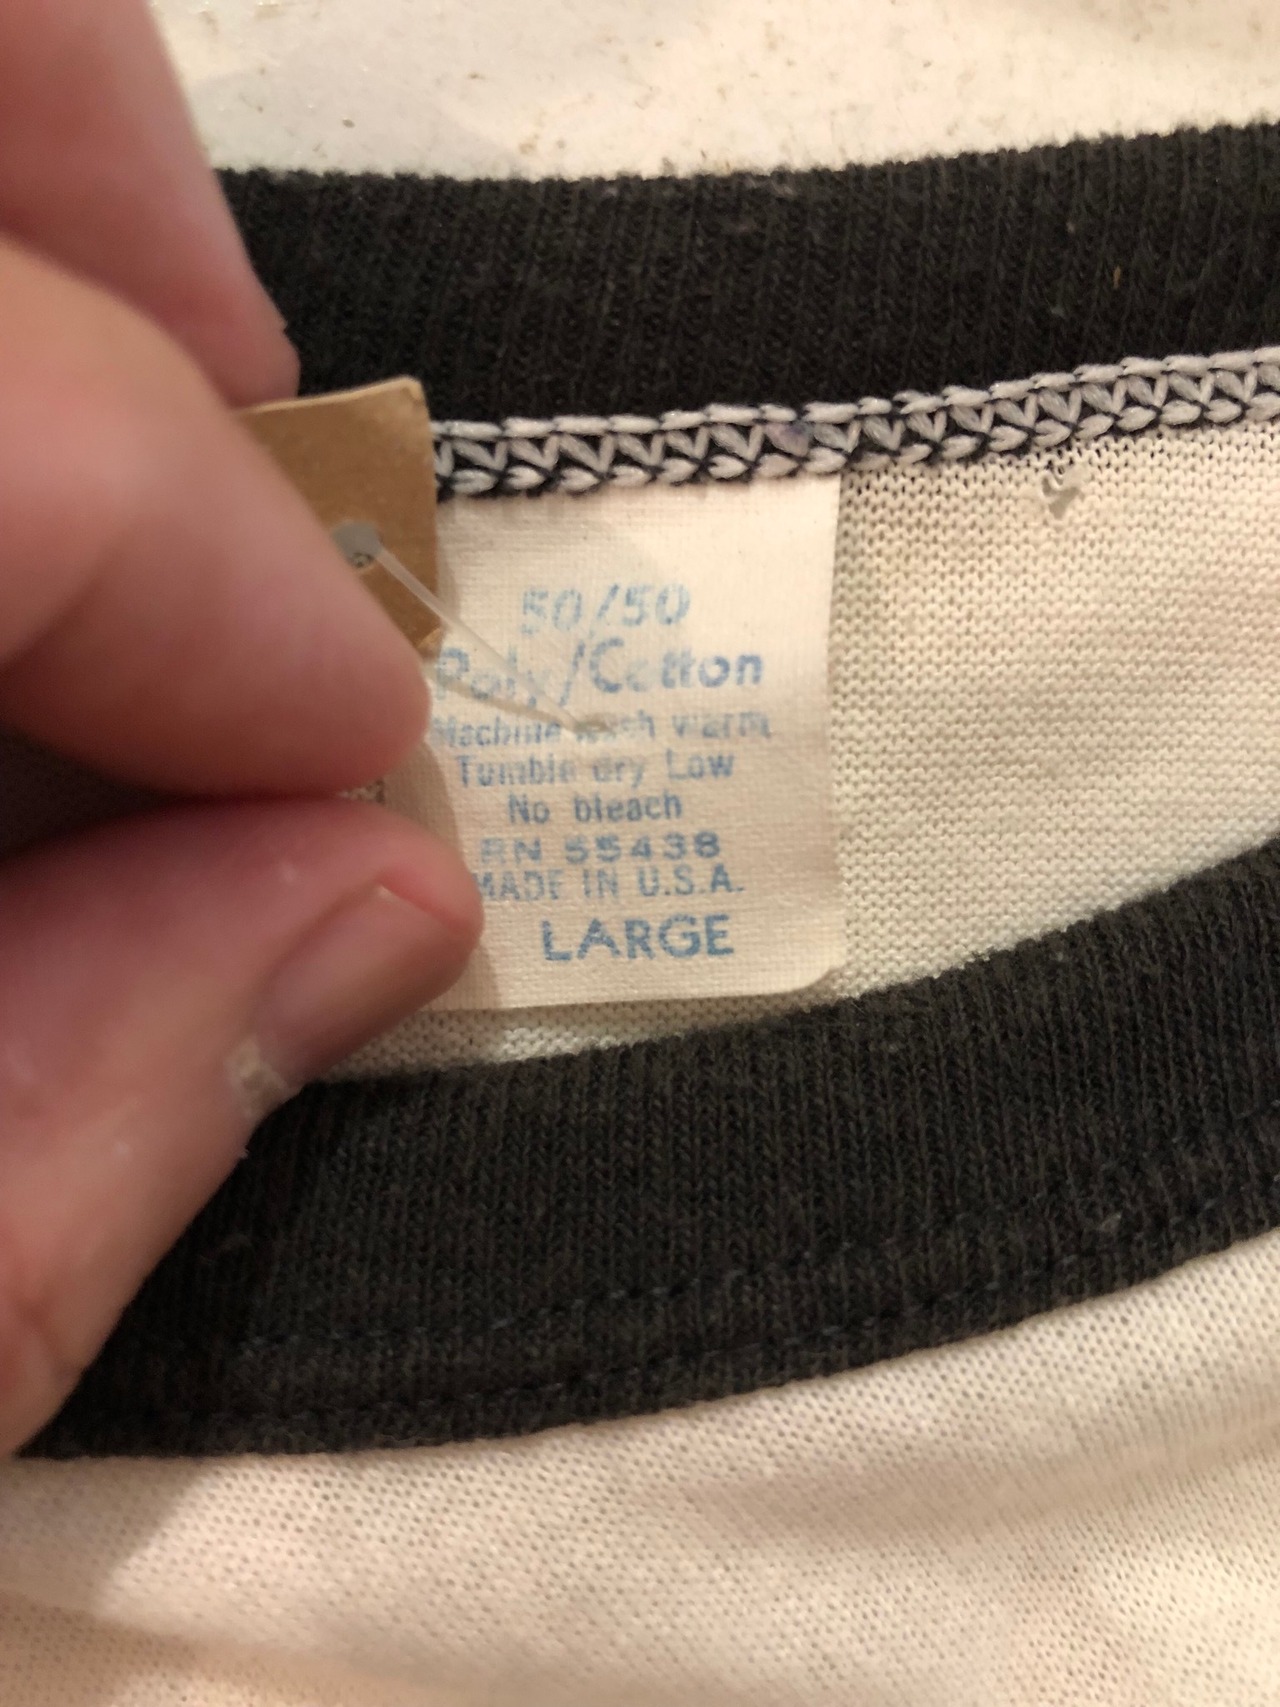 50/50
Poly/Cotton
Machine wash warm
Tumble dry Low
No bleach
RN 55438
MADE IN U.S.A.
LARGE